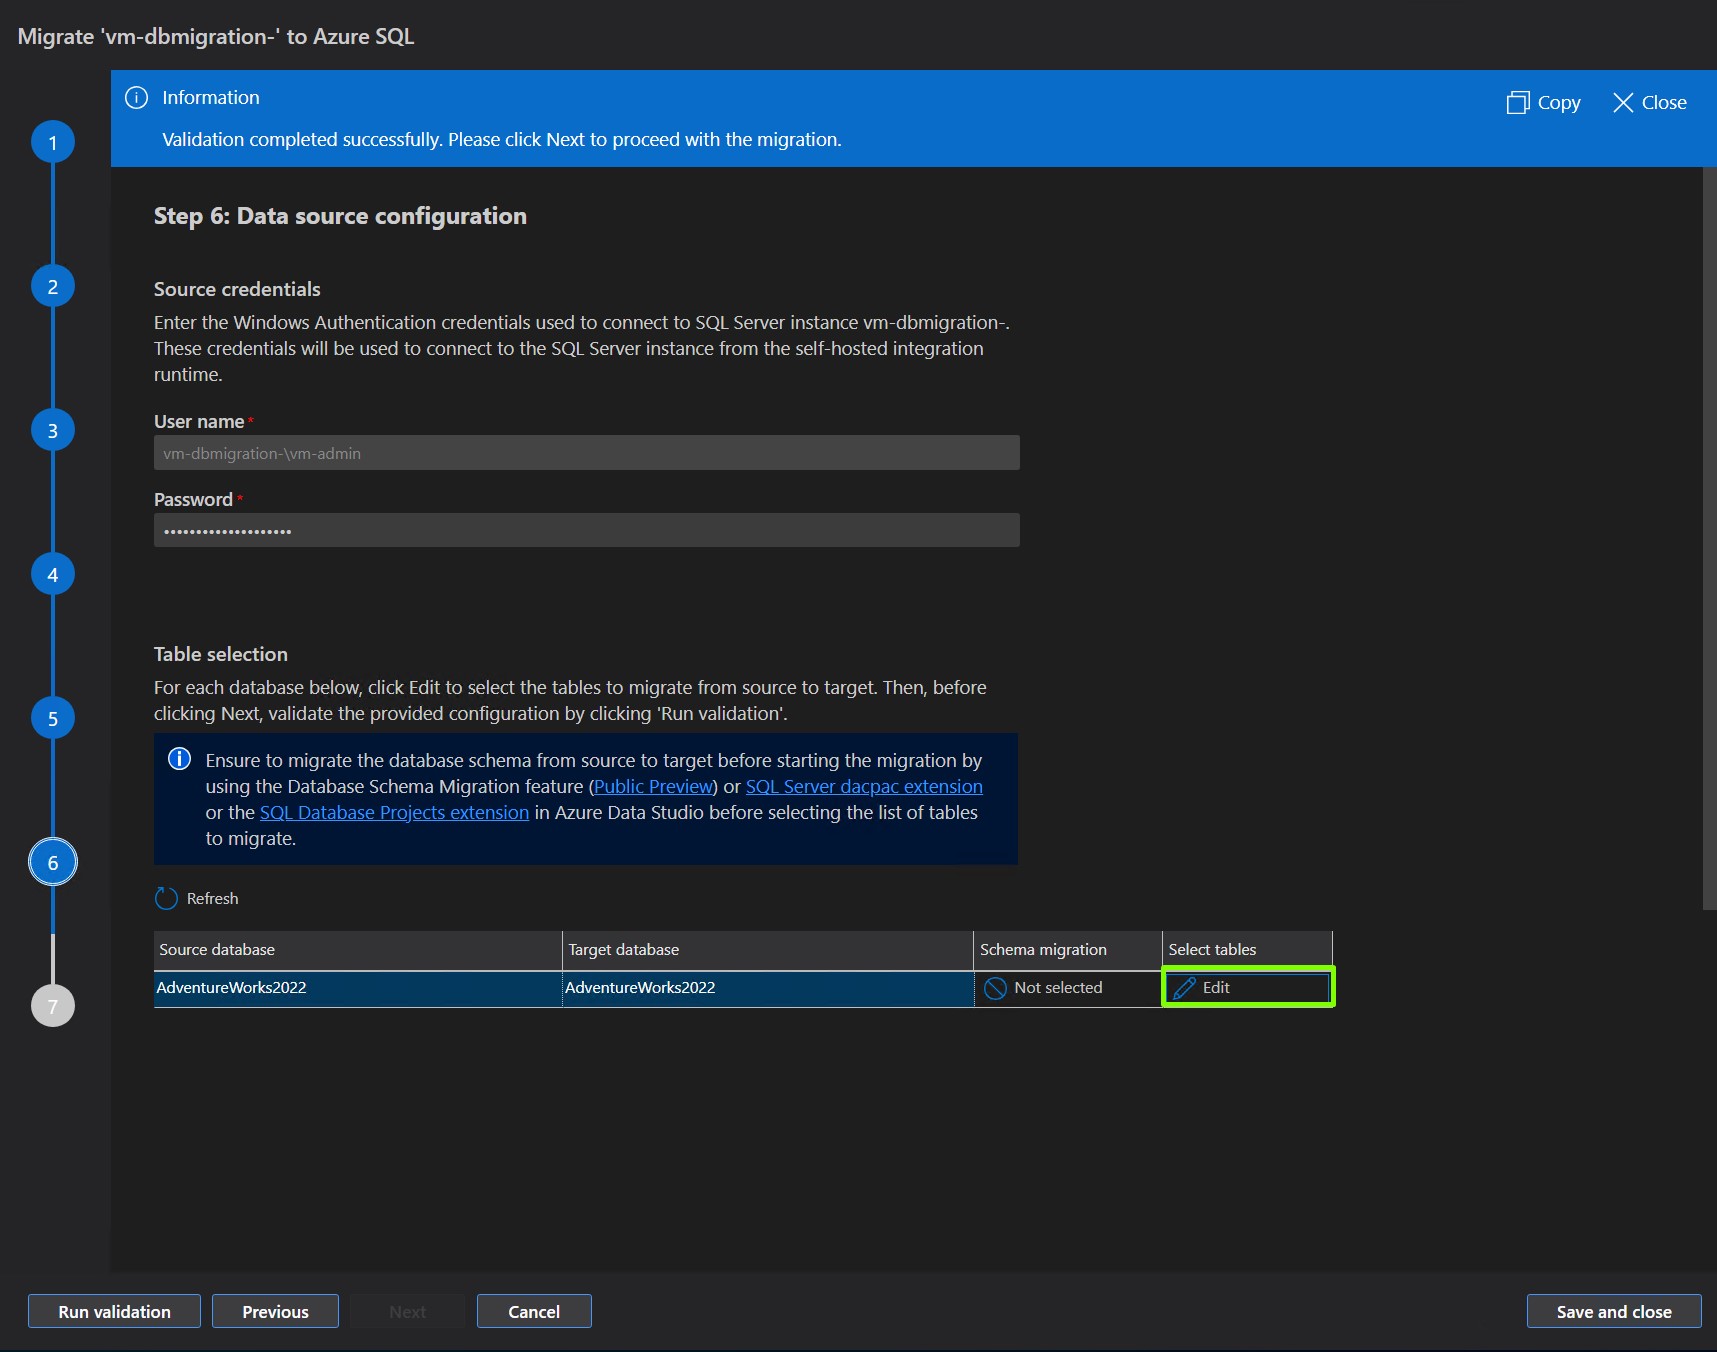 Migrate 'vm-dbmigration-' to Azure SQL
Information
Copy
Close
Validation completed successfully. Please click Next to proceed with the migration.
1
2
3
4
5
6
7
Step 6: Data source configuration
Source credentials
Enter the Windows Authentication credentials used to connect to SQL Server instance vm-dbmigration-.
These credentials will be used to connect to the SQL Server instance from the self-hosted integration
runtime.
User name*
vm-dbmigration-\vm-admin
Password*
••••••••••••••••••••
Table selection
For each database below, click Edit to select the tables to migrate from source to target. Then, before
clicking Next, validate the provided configuration by clicking 'Run validation'.
Ensure to migrate the database schema from source to target before starting the migration by
using the Database Schema Migration feature (Public Preview) or SQL Server dacpac extension
or the SQL Database Projects extension in Azure Data Studio before selecting the list of tables
to migrate.
Refresh
Source database Target database Schema migration Select tables
AdventureWorks2022 AdventureWorks2022 Not selected Edit
Run validation Previous Next Cancel Save and close